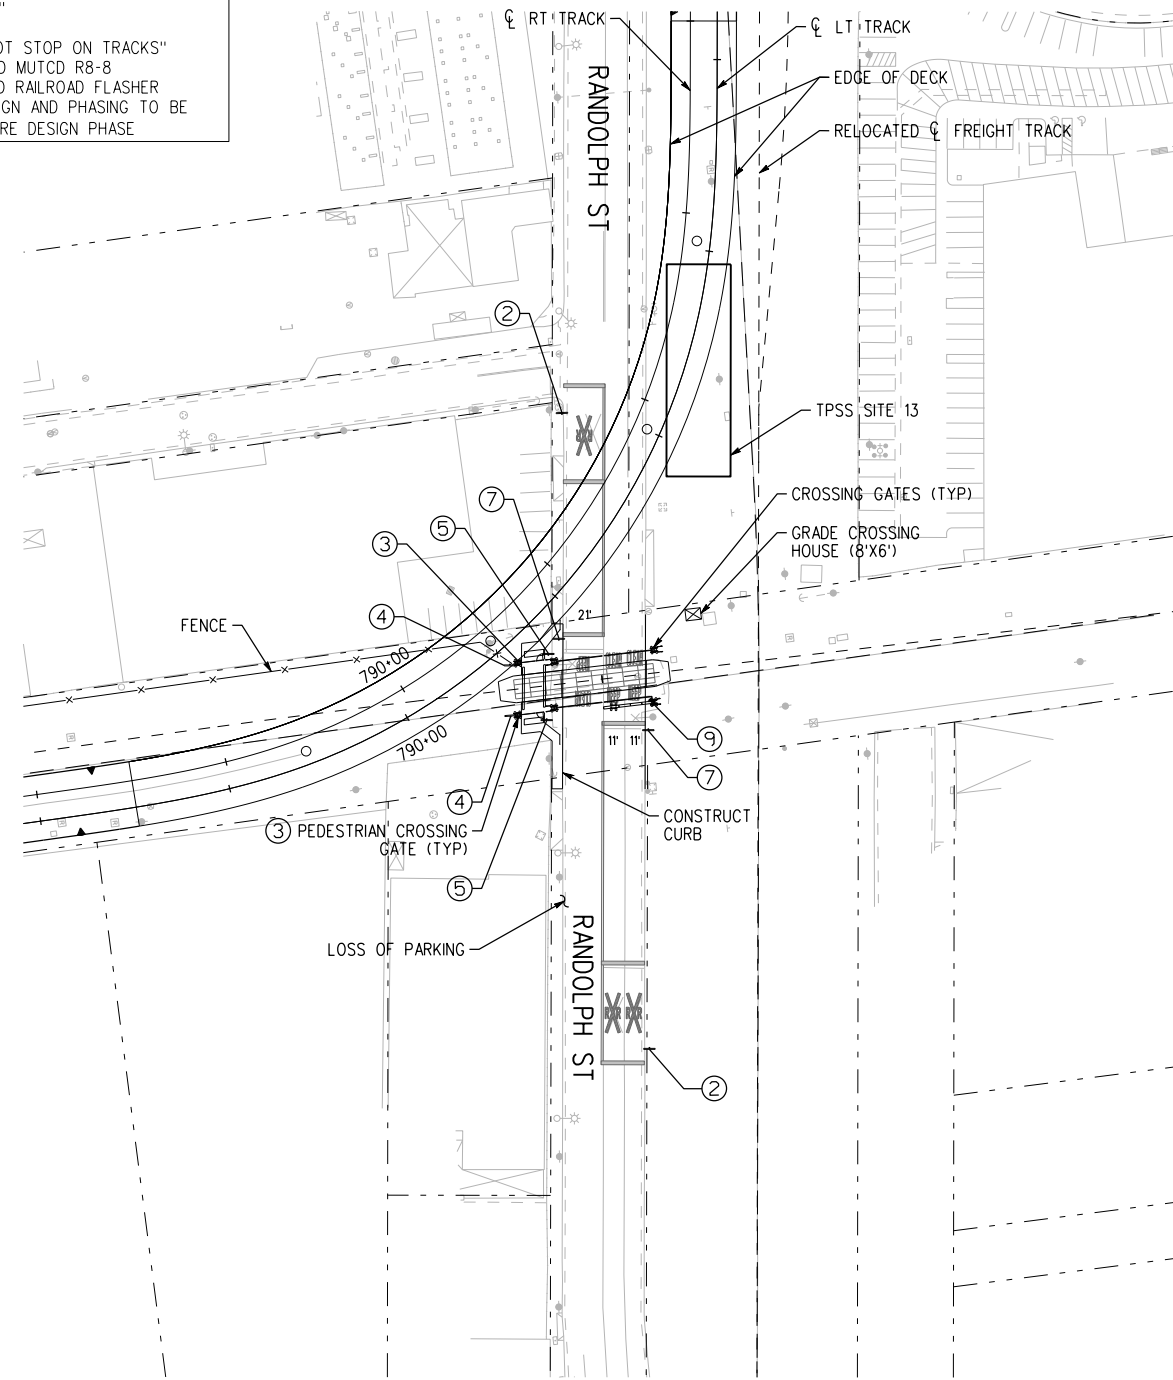 "
OT STOP ON TRACKS"
D MUTCD R8-8
D RAILROAD FLASHER
IGN AND PHASING TO BE
RE DESIGN PHASE
℄ RT TRACK
℄ LT TRACK
EDGE OF DECK
RELOCATED ℄ FREIGHT TRACK
RANDOLPH ST
2
TPSS SITE 13
7
CROSSING GATES (TYP)
5
GRADE CROSSING
HOUSE (8'X6')
3
4
21'
FENCE
790+00
790+00
11' 11'
9
7
4
CONSTRUCT
CURB
3 PEDESTRIAN CROSSING
GATE (TYP)
5
LOSS OF PARKING
RANDOLPH ST
RXR RXR
2